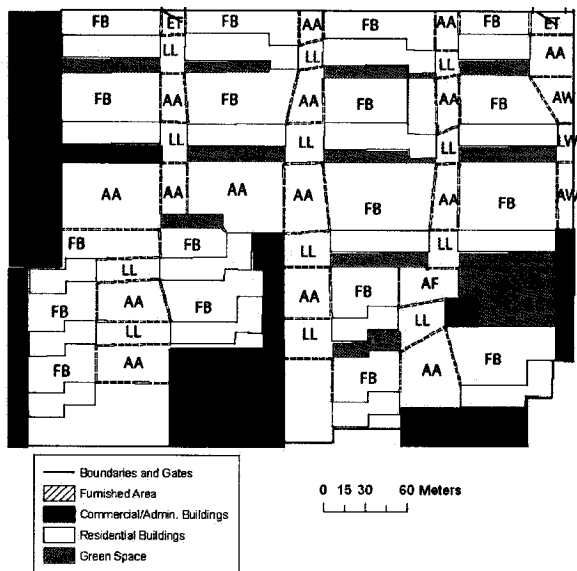 FB ET FB AA FB AA FB ET
LL LL LL AA
FB AA FB AA FB AA FB AW
LL LL LL LW
AA AA AA AA FB AA FB AW
FB FB LL LL
LL FB AF
FB AA FB AA LL
LL LL
FB AA FB AA FB
Boundaries and Gates
Furnished Area
Commercial/Admin. Buildings
Residential Buildings
Green Space
0 15 30 60 Meters